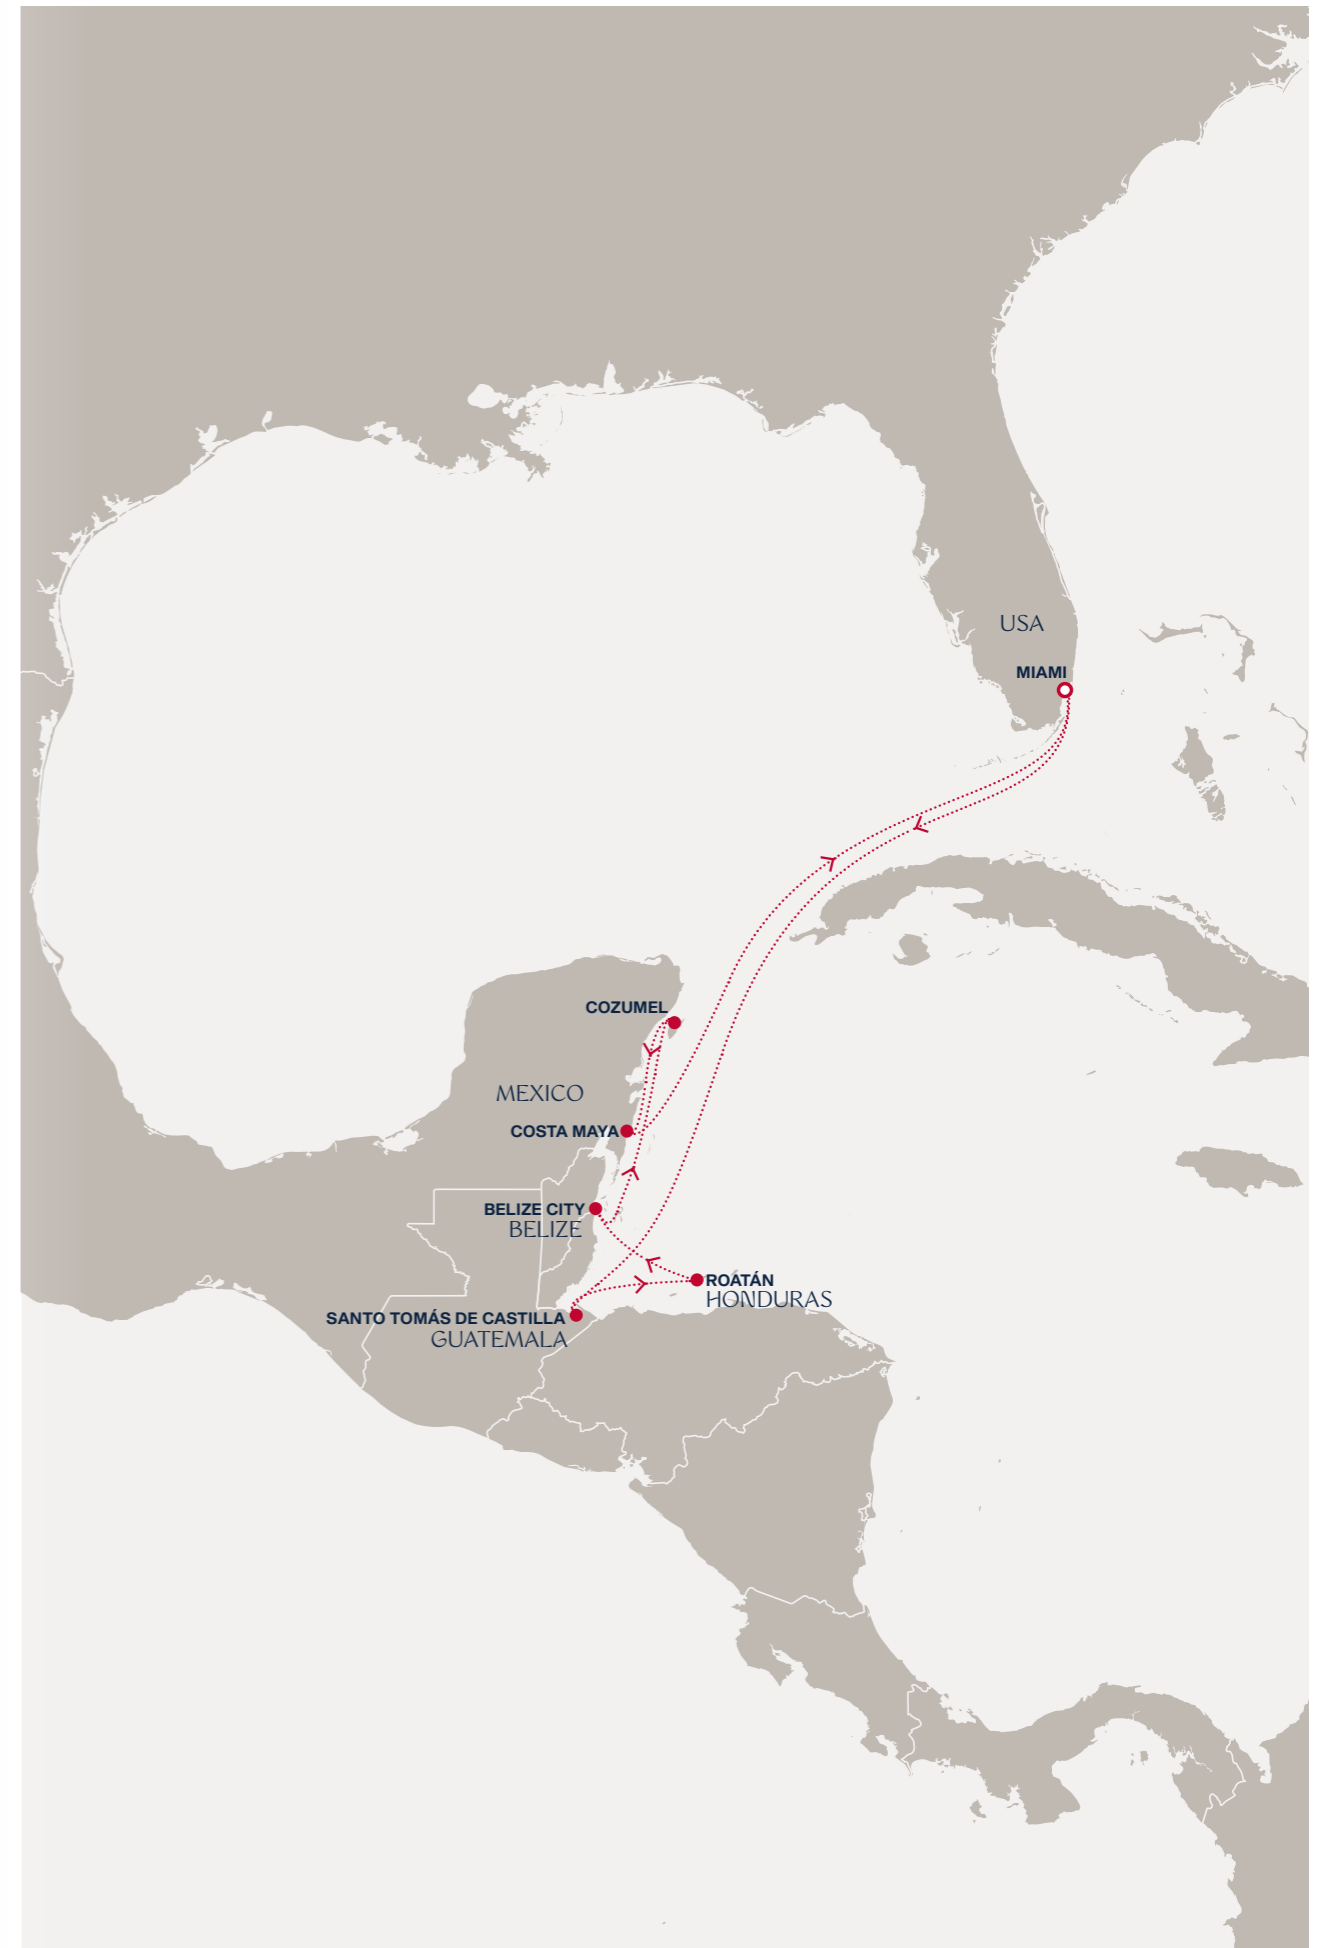 USA
MIAMI
COZUMEL
MEXICO
COSTA MAYA
BELIZE CITY
BELIZE
ROATÁN
HONDURAS
SANTO TOMÁS DE CASTILLA
GUATEMALA